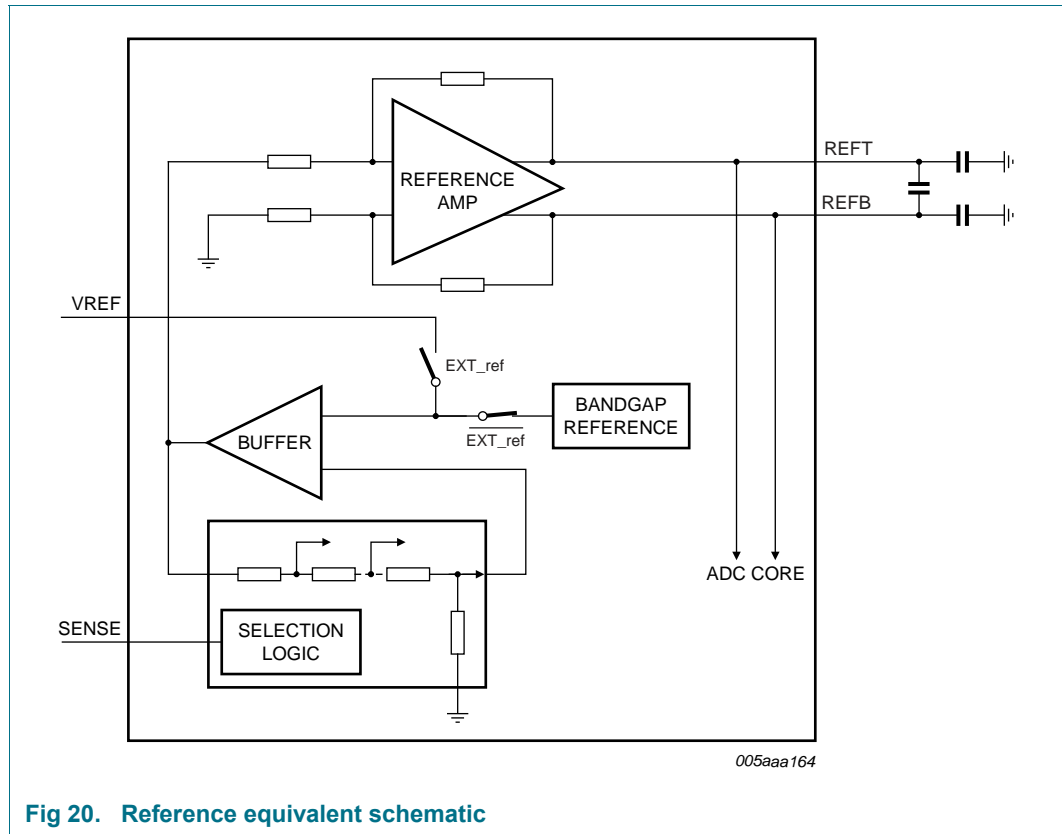 REFERENCE
AMP
REFT
REFB
VREF
EXT_ref
BANDGAP
REFERENCE
EXT_ref
BUFFER
ADC CORE
SENSE
SELECTION
LOGIC
005aaa164
Fig 20. Reference equivalent schematic